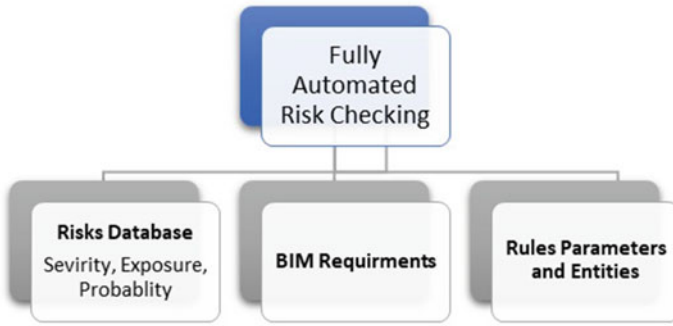 Fully
Automated
Risk Checking
Risks Database
Sevirity, Exposure,
Probablity
BIM Requirments
Rules Parameters
and Entities